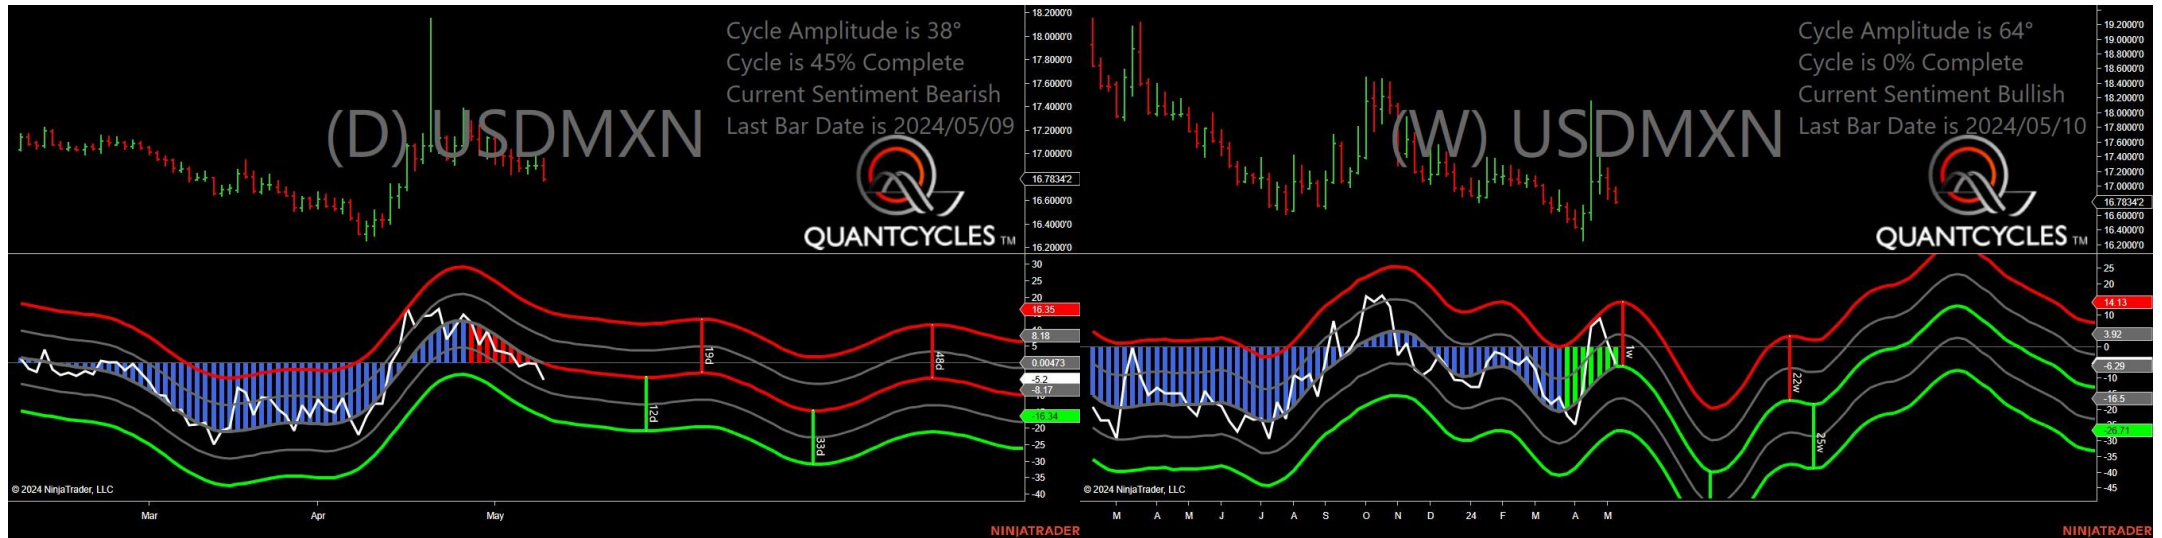 Cycle Amplitude is 38°
Cycle is 45% Complete
Current Sentiment Bearish
Last Bar Date is 2024/05/09
(D) USDMXN
QUANTCYCLES TM
18.2000'0
18.0000'0
17.8000'0
17.6000'0
17.4000'0
17.2000'0
17.0000'0
16.7834'2
16.6000'0
16.4000'0
16.2000'0
30
25
20
16.35
8.18
5
0.00473
-5.2
-8.17
-16.34
-20
-25
-30
-35
-40
12d
19d
33d
48d
© 2024 NinjaTrader, LLC
Mar
Apr
May
NINJATRADER
Cycle Amplitude is 64°
Cycle is 0% Complete
Current Sentiment Bullish
Last Bar Date is 2024/05/10
(W) USDMXN
QUANTCYCLES TM
19.2000'0
19.0000'0
18.8000'0
18.6000'0
18.4000'0
18.2000'0
18.0000'0
17.8000'0
17.6000'0
17.4000'0
17.2000'0
17.0000'0
16.7834'2
16.6000'0
16.4000'0
16.2000'0
25
20
14.13
3.92
0
-6.29
-10
-16.5
-20
-26.71
-30
-35
-40
-45
1w
22w
25w
© 2024 NinjaTrader, LLC
M
A
M
J
J
A
S
O
N
D
24
F
M
A
M
NINJATRADER